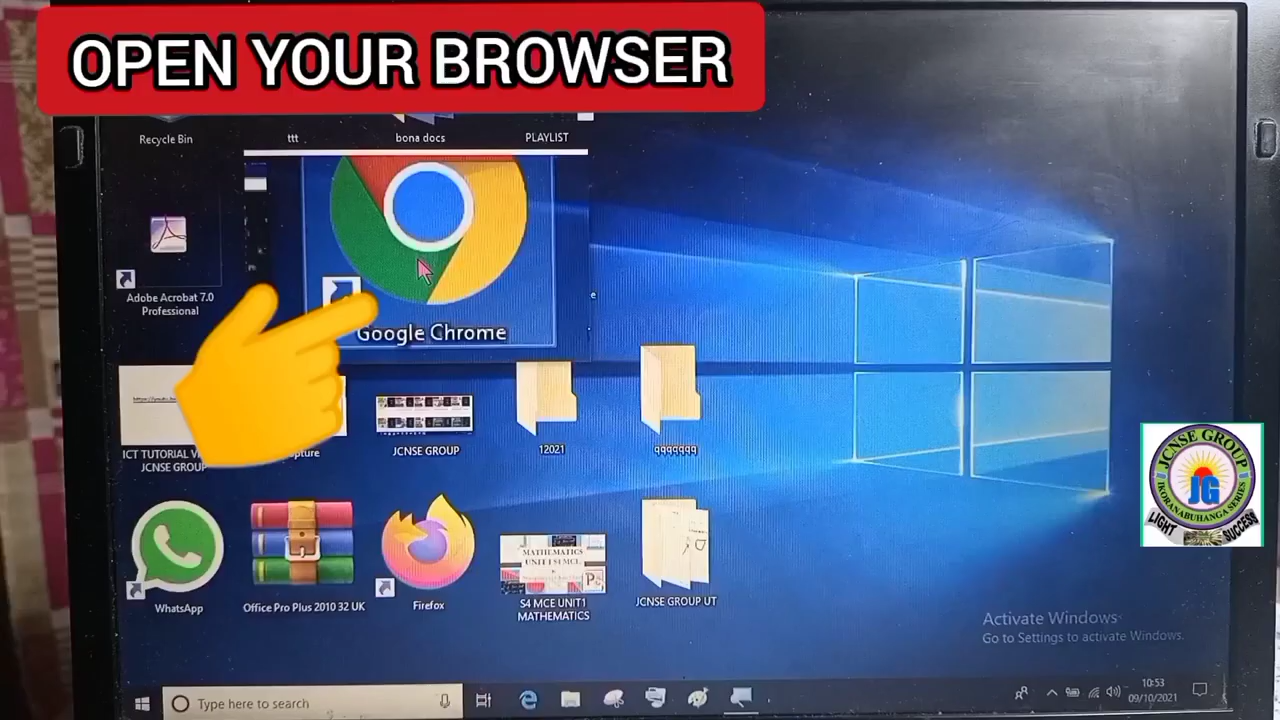 OPEN YOUR BROWSER
Recycle Bin
ttt
bona docs
PLAYLIST
Adobe Acrobat 7.0
Professional
e
Google Chrome
ICT TUTORIAL
JCNSE GROUP
JCNSE GROUP
12021
qqqqqqq
JCNSE GROUP
IKORANABUHANGA SERIES
JG
LIGHT
SUCCESS
MATHEMATICS
WhatsApp
Office Pro Plus 2010 32 UK
Firefox
S4 MCE UNIT1
MATHEMATICS
JCNSE GROUP UT
Activate Windows
Go to Settings to activate Windows.
Type here to search
10:53
09/10/2021